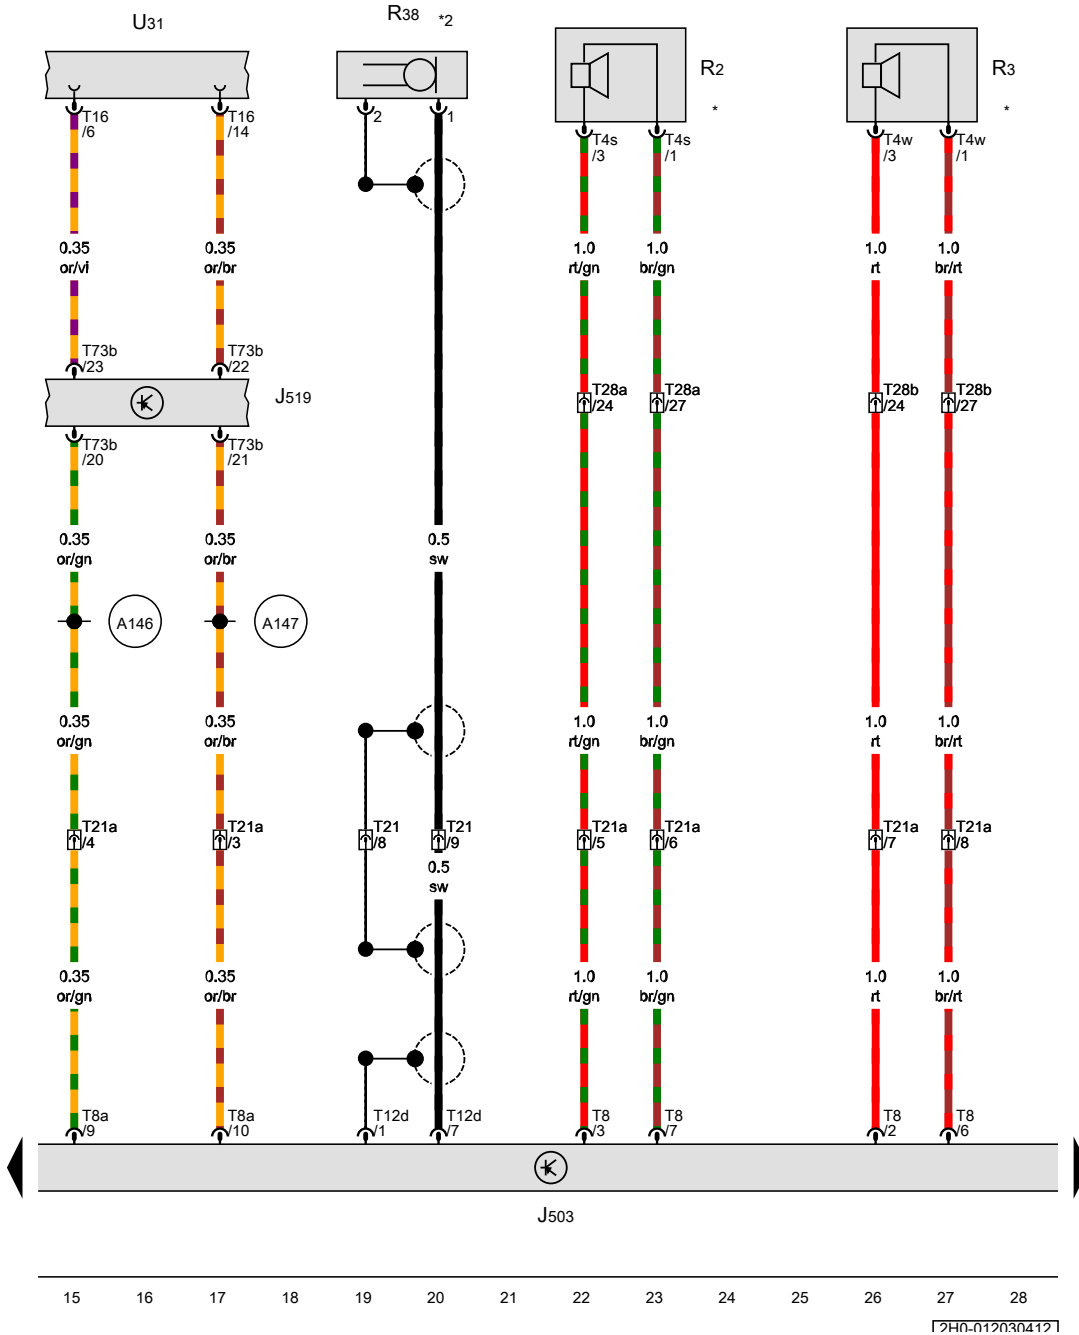 U31
R38 *2
R2
*
R3
*
T16
/6
T16
/14
2
1
T4s
/3
T4s
/1
T4w
/3
T4w
/1
0.35
or/vi
0.35
or/br
1.0
rt/gn
1.0
br/gn
1.0
rt
1.0
br/rt
T73b
/23
T73b
/22
J519
T28a
/24
T28a
/27
T28b
/24
T28b
/27
T73b
/20
T73b
/21
0.35
or/gn
0.35
or/br
0.5
sw
A146
A147
0.35
or/gn
0.35
or/br
1.0
rt/gn
1.0
br/gn
1.0
rt
1.0
br/rt
T21a
/4
T21a
/3
T21
/8
T21
/9
T21a
/5
T21a
/6
T21a
/7
T21a
/8
0.5
sw
0.35
or/gn
0.35
or/br
1.0
rt/gn
1.0
br/gn
1.0
rt
1.0
br/rt
T8a
/9
T8a
/10
T12d
/1
T12d
/7
T8
/3
T8
/7
T8
/2
T8
/6
J503
15 16 17 18 19 20 21 22 23 24 25 26 27 28
2H0-012030412